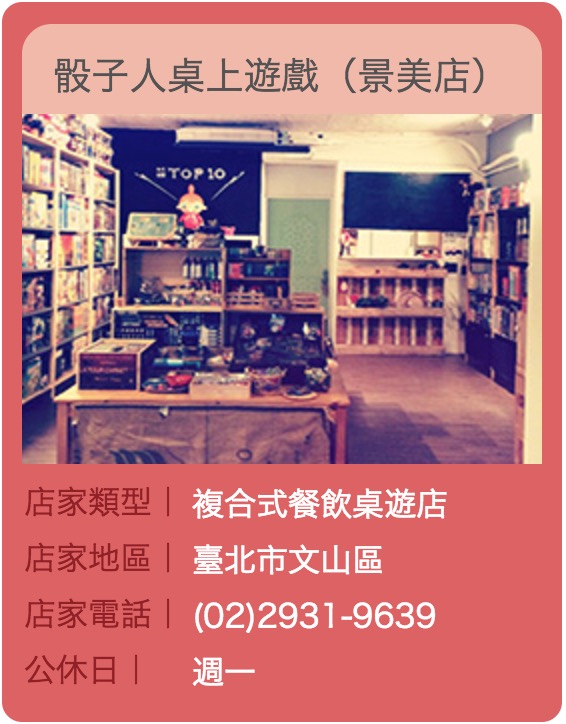 骰子人桌上遊戲（景美店）
TOP 10
店家類型｜ 複合式餐飲桌遊店
店家地區｜ 臺北市文山區
店家電話｜ (02)2931-9639
公休日｜ 週一